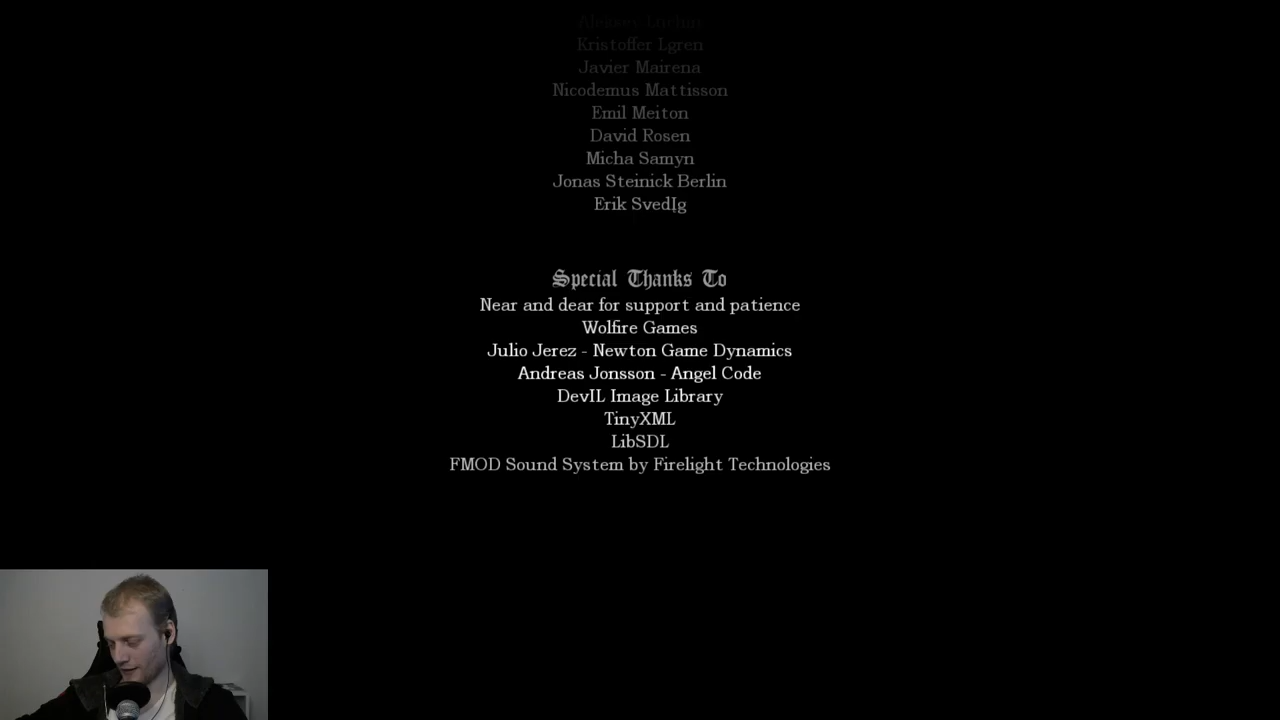 Kristoffer Lgren
Javier Mairena
Nicodemus Mattisson
Emil Meiton
David Rosen
Micha Samyn
Jonas Steinick Berlin
Erik SvedIg
Special Thanks To
Near and dear for support and patience
Wolfire Games
Julio Jerez - Newton Game Dynamics
Andreas Jonsson - Angel Code
DevIL Image Library
TinyXML
LibSDL
FMOD Sound System by Firelight Technologies